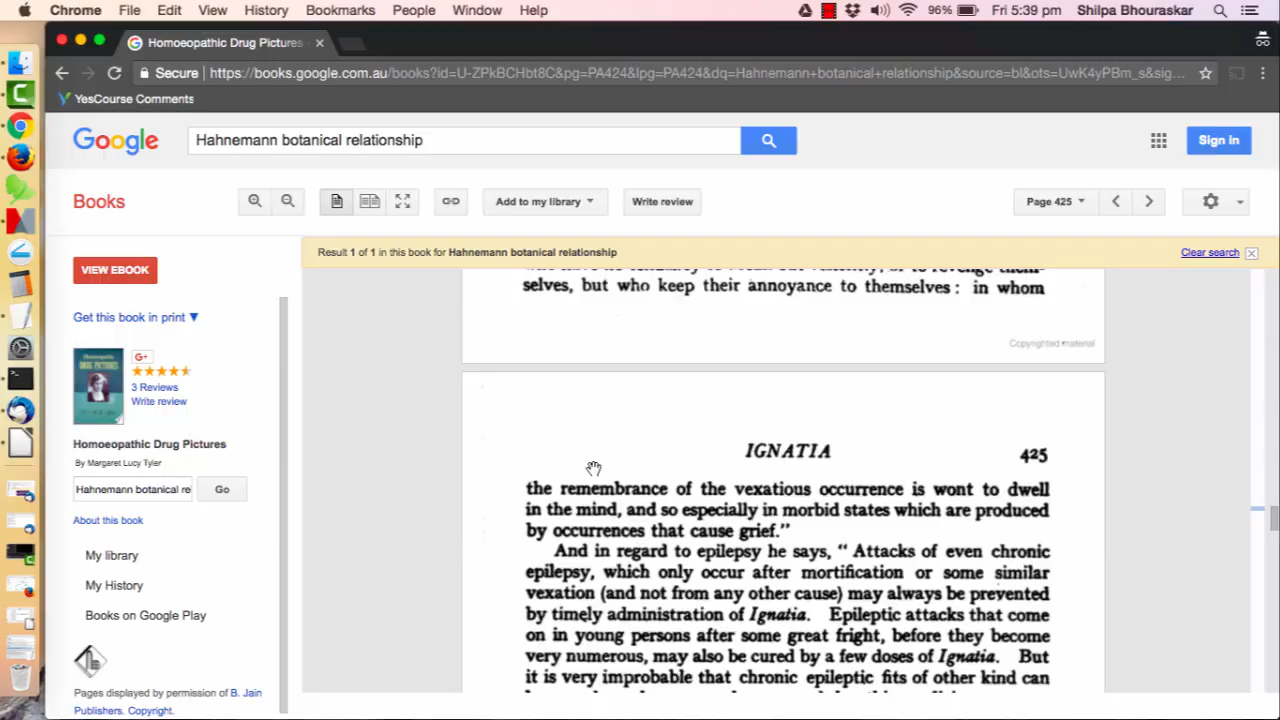 Chrome File Edit View History Bookmarks People Window Help 96% Fri 5:39 pm Shilpa Bhouraskar
Homoeopathic Drug Pictures
Secure https://books.google.com.au/books?id=U-ZPkBCHbt8C&pg=PA424&lpg=PA424&dq=Hahnemann+botanical+relationship&source=bl&ots=UwK4yPBm_s&sig...
YesCourse Comments
Google Hahnemann botanical relationship Sign in
Books Add to my library Write review Page 425
Result 1 of 1 in this book for Hahnemann botanical relationship Clear search
VIEW EBOOK
Get this book in print ▼
G+
3 Reviews
Write review
Homoeopathic Drug Pictures
By Margaret Lucy Tyler
Hahnemann botanical re Go
About this book
My library
My History
Books on Google Play
Pages displayed by permission of B. Jain
Publishers. Copyright.
selves, but who keep their annoyance to themselves : in whom
Copyrighted material
IGNATIA 425
the remembrance of the vexatious occurrence is wont to dwell
in the mind, and so especially in morbid states which are produced
by occurrences that cause grief."
And in regard to epilepsy he says, " Attacks of even chronic
epilepsy, which only occur after mortification or some similar
vexation (and not from any other cause) may always be prevented
by timely administration of Ignatia. Epileptic attacks that come
on in young persons after some great fright, before they become
very numerous, may also be cured by a few doses of Ignatia. But
it is very improbable that chronic epileptic fits of other kind can